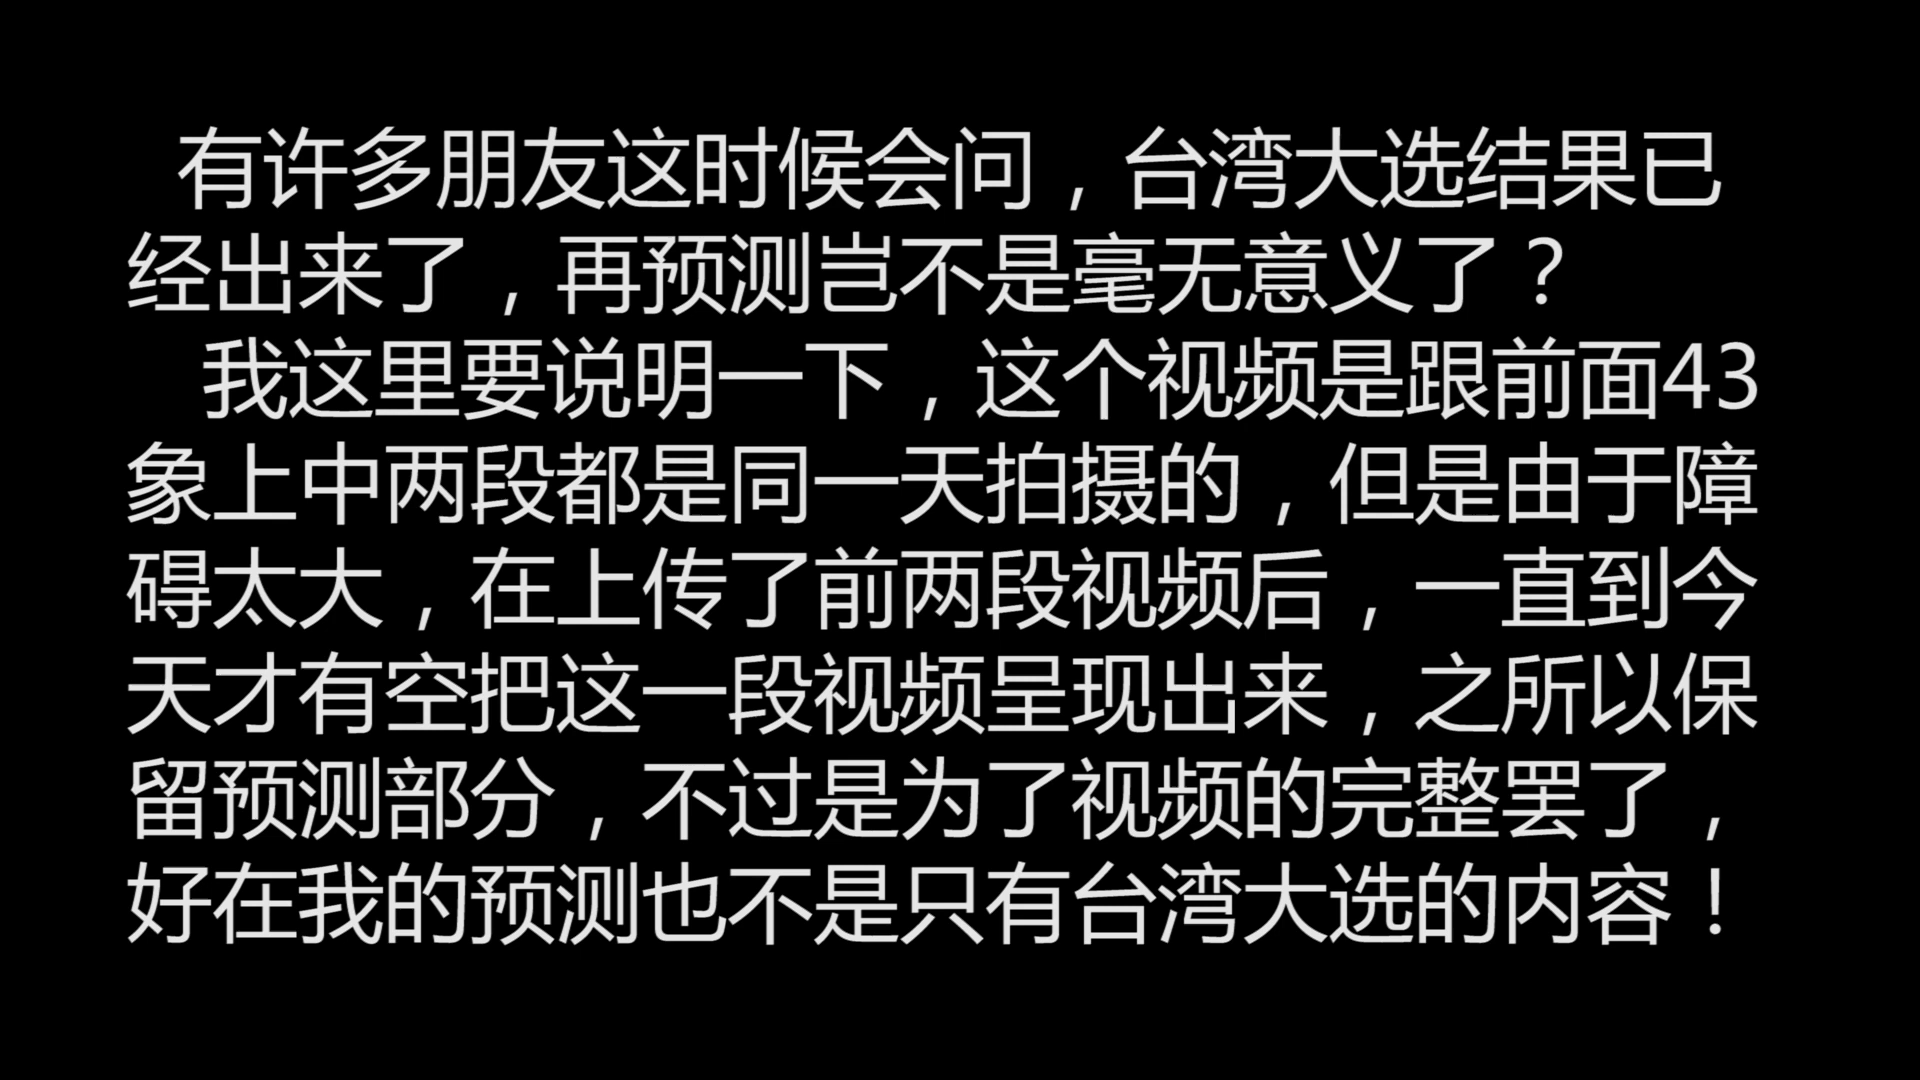 有许多朋友这时候会问，台湾大选结果已
经出来了，再预测岂不是毫无意义了？
我这里要说明一下，这个视频是跟前面43
象上中两段都是同一天拍摄的，但是由于障
碍太大，在上传了前两段视频后，一直到今
天才有空把这一段视频呈现出来，之所以保
留预测部分，不过是为了视频的完整罢了，
好在我的预测也不是只有台湾大选的内容！